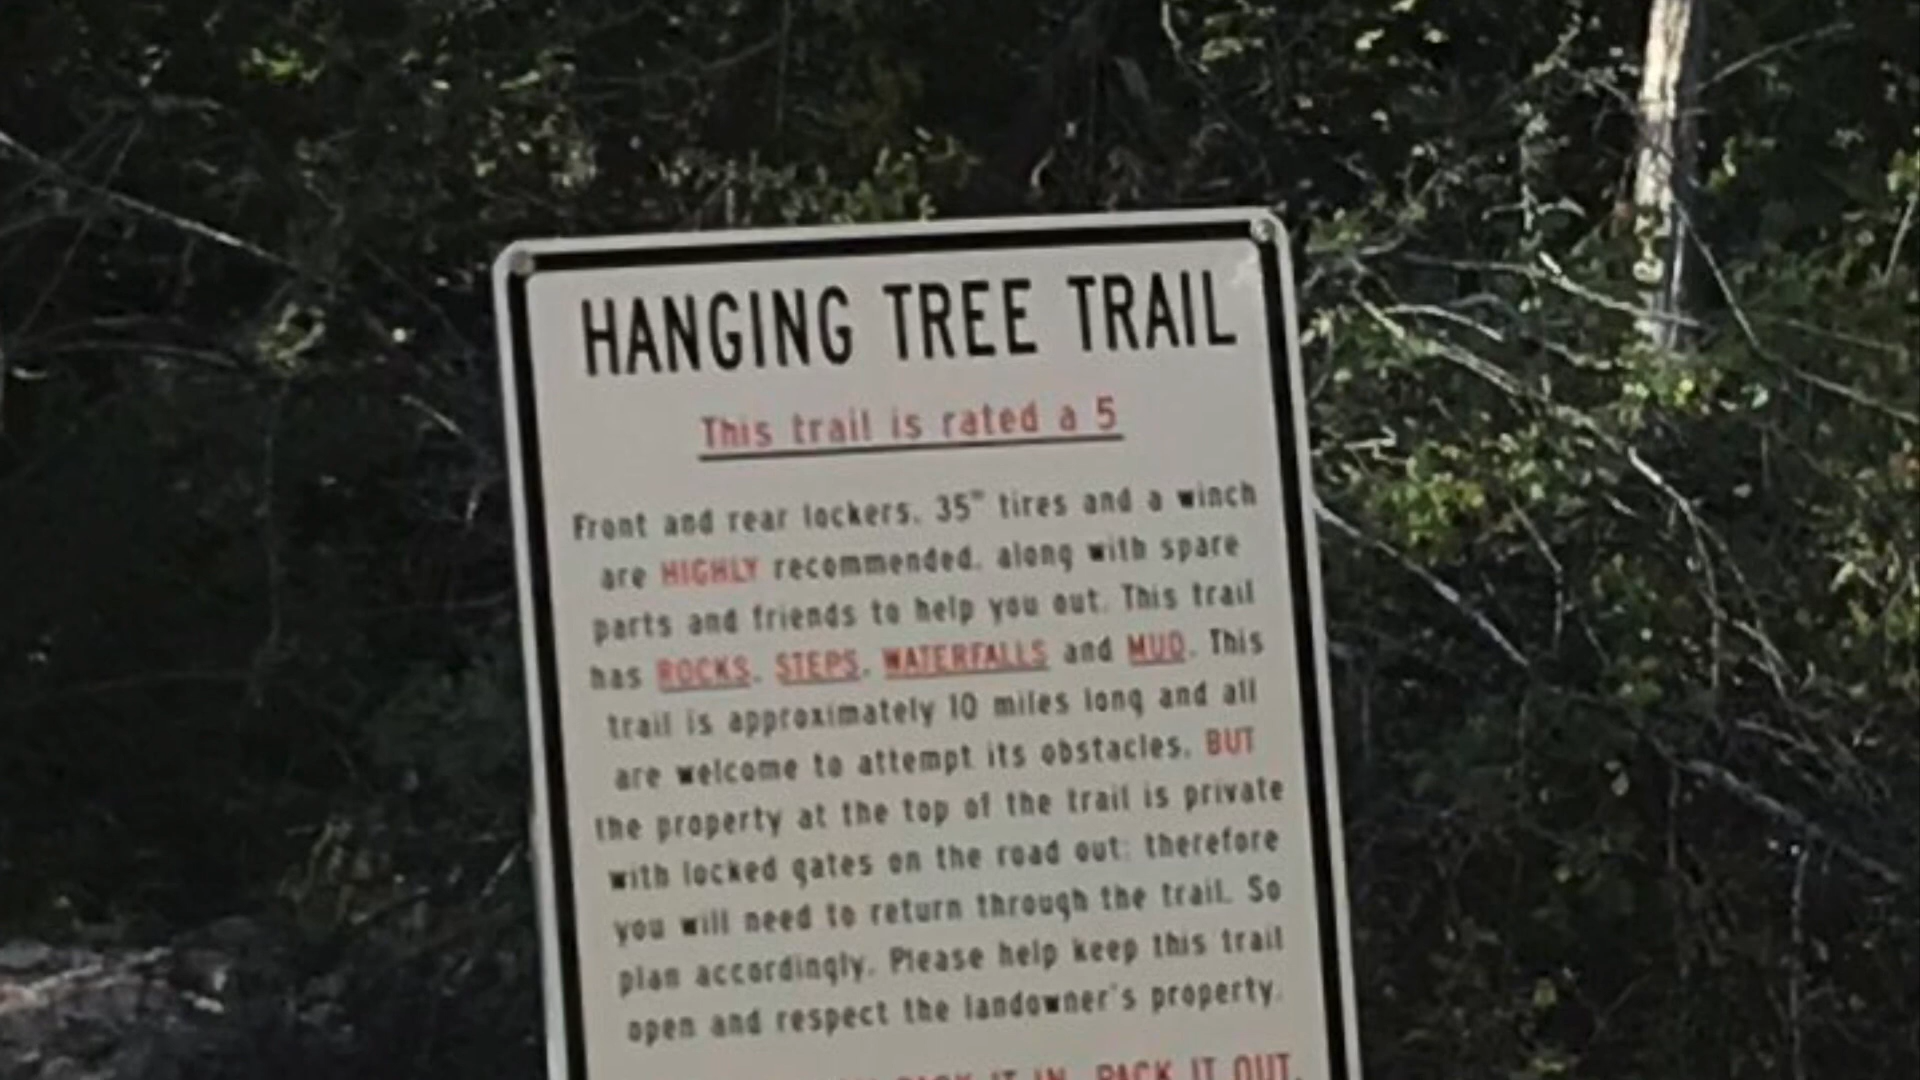 HANGING TREE TRAIL
This trail is rated a 5
Front and rear lockers, 35" tires and a winch
are HIGHLY recommended, along with spare
parts and friends to help you out. This trail
has ROCKS, STEPS, WATERFALLS and MUD. This
trail is approximately 10 miles long and all
are welcome to attempt its obstacles, BUT
the property at the top of the trail is private
with locked gates on the road out; therefore
you will need to return through the trail. So
plan accordingly. Please help keep this trail
open and respect the landowner's property.
PACK IT IN, PACK IT OUT.